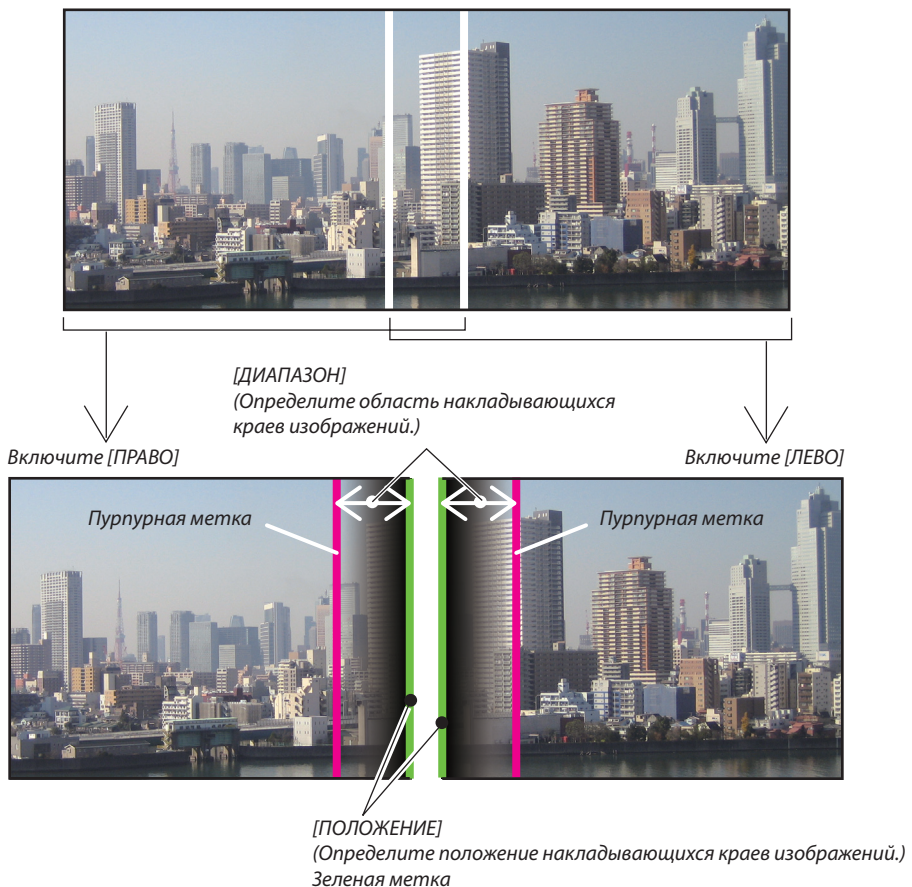 [ДИАПАЗОН]
(Определите область накладывающихся
краев изображений.)
Включите [ПРАВО]
Включите [ЛЕВО]
Пурпурная метка
Пурпурная метка
[ПОЛОЖЕНИЕ]
(Определите положение накладывающихся краев изображений.)
Зеленая метка